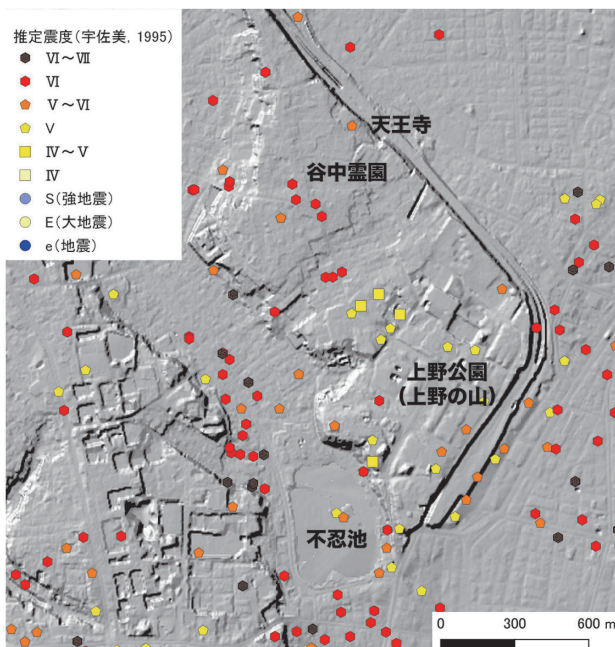 推定震度(宇佐美, 1995)
Ⅵ～Ⅶ
Ⅵ
Ⅴ～Ⅵ
Ⅴ
Ⅳ～Ⅴ
Ⅳ
S(強地震)
E(大地震)
e(地震)
天王寺
谷中霊園
上野公園
(上野の山)
不忍池
0 300 600 m